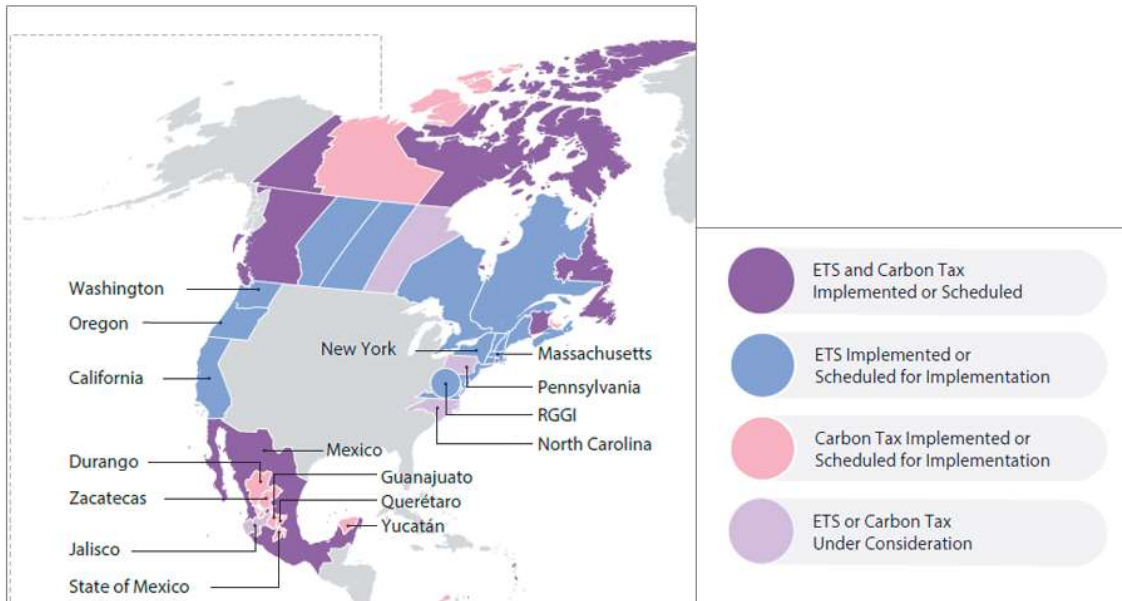 Washington
Oregon
California
New York
Massachusetts
Pennsylvania
RGGI
North Carolina
Mexico
Durango
Guanajuato
Zacatecas
Querétaro
Yucatán
Jalisco
State of Mexico
ETS and Carbon Tax
Implemented or Scheduled
ETS Implemented or
Scheduled for Implementation
Carbon Tax Implemented or
Scheduled for Implementation
ETS or Carbon Tax
Under Consideration